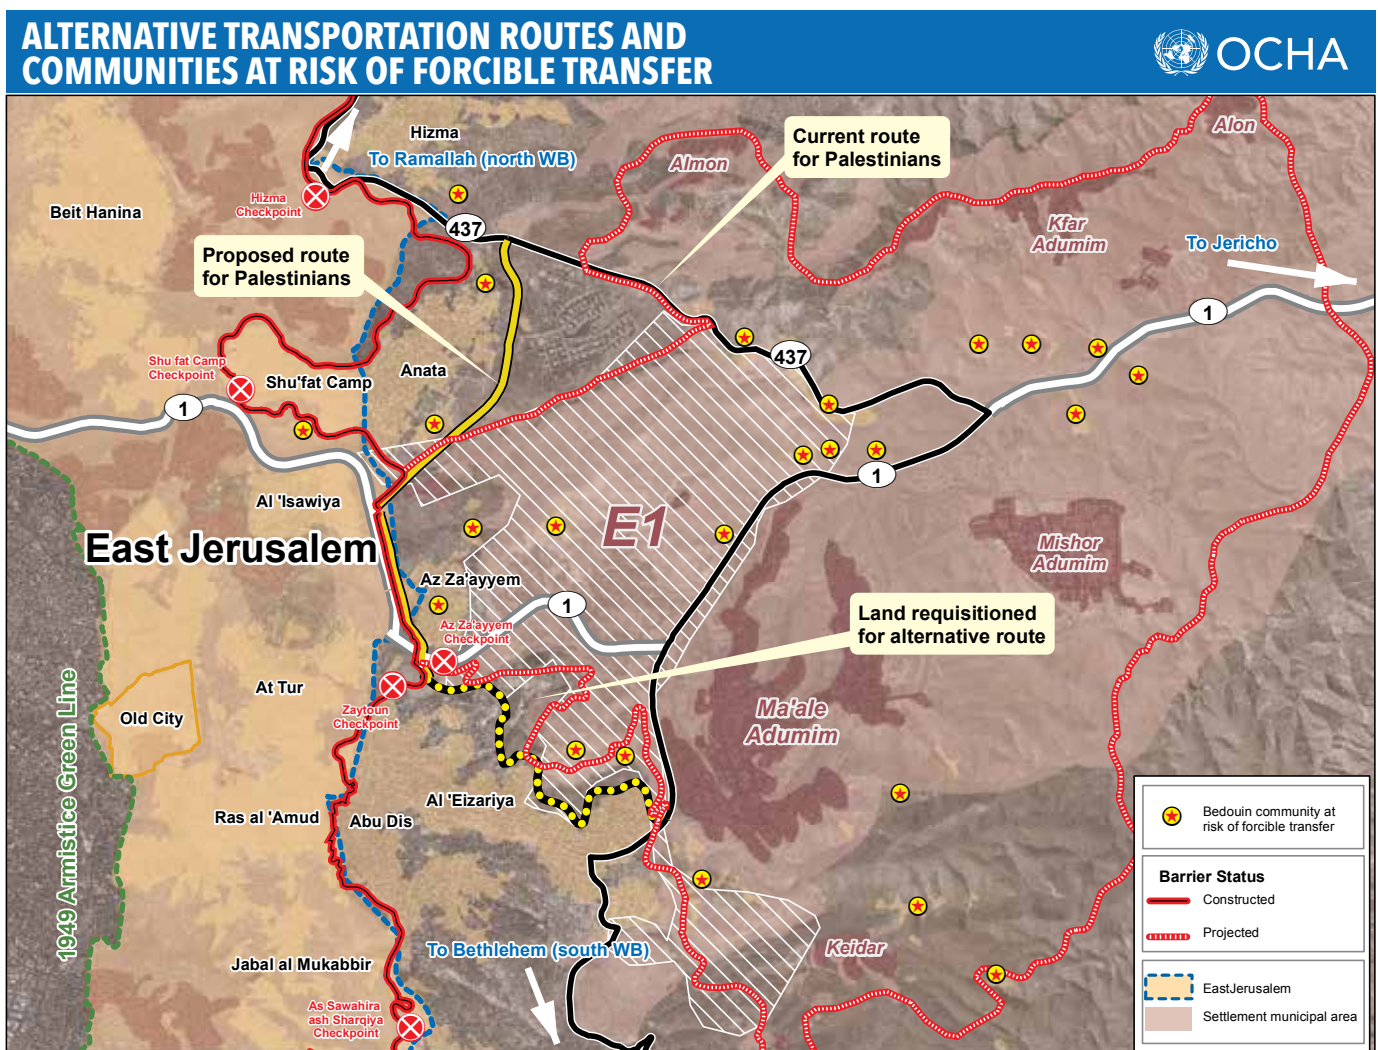 ALTERNATIVE TRANSPORTATION ROUTES AND
COMMUNITIES AT RISK OF FORCIBLE TRANSFER
OCHA
Hizma
To Ramallah (north WB)
Almon
Current route
for Palestinians
Alon
Hizma
Checkpoint
Beit Hanina
437
Kfar
Adumim
To Jericho
Proposed route
for Palestinians
1
437
Shu fat Camp
Checkpoint
Shu'fat Camp
Anata
1
1
Al 'Isawiya
E1
East Jerusalem
Mishor
Adumim
Az Za'ayyem
1
Az Za'ayyem
Checkpoint
Land requisitioned
for alternative route
At Tur
Old City
Zaytoun
Checkpoint
Ma'ale
Adumim
1949 Armistice Green Line
Al 'Eizariya
Ras al 'Amud
Abu Dis
Bedouin community at
risk of forcible transfer
Barrier Status
Constructed
Projected
To Bethlehem (south WB)
Keidar
Jabal al Mukabbir
EastJerusalem
Settlement municipal area
As Sawahira
ash Sharqiya
Checkpoint